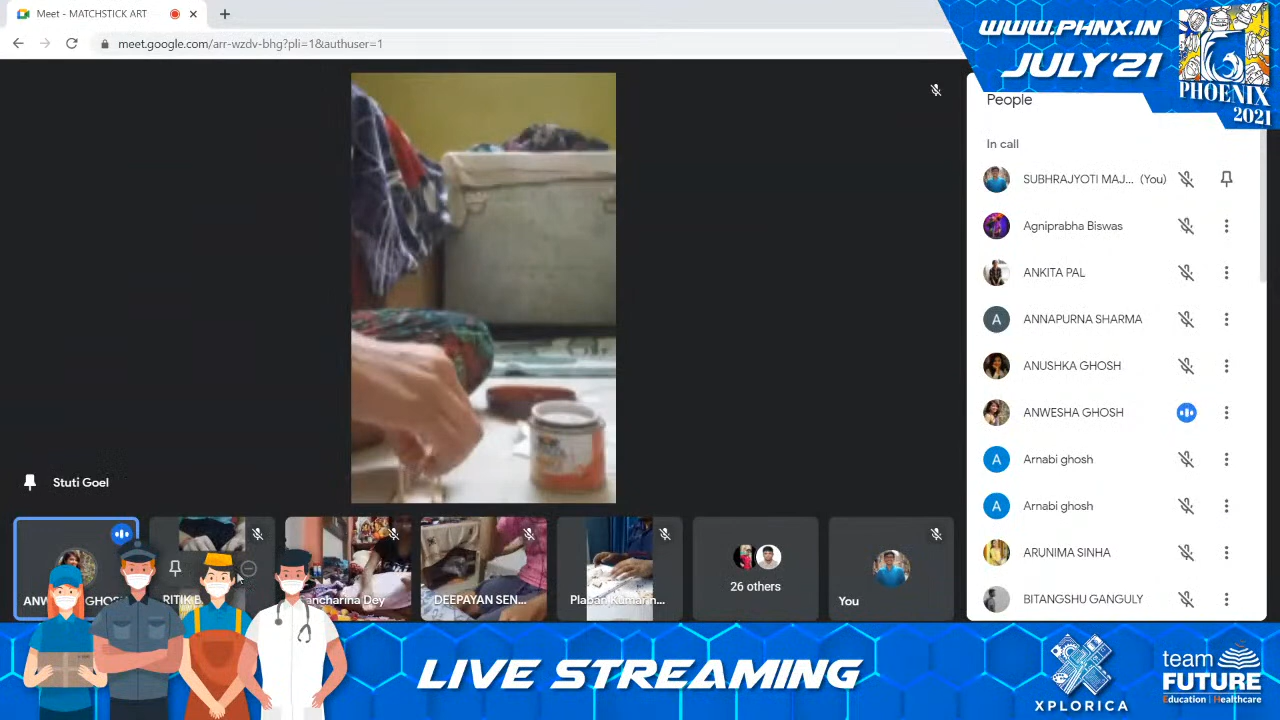 Meet - MATCHSTICK ART
meet.google.com/arr-wzdv-bhg?pli=1&authuser=1
WWW.PHNX.IN
JULY'21
PHOENIX
2021
People
In call
SUBHRAJYOTI MAJ... (You)
Agniprabha Biswas
ANKITA PAL
A ANNAPURNA SHARMA
ANUSHKA GHOSH
ANWESHA GHOSH
A Arnabi ghosh
A Arnabi ghosh
ARUNIMA SINHA
BITANGSHU GANGULY
Stuti Goel
ancharina Dey
DEEPAYAN SEN...
26 others
You
LIVE STREAMING
XPLORICA
team
FUTURE
Education | Healthcare